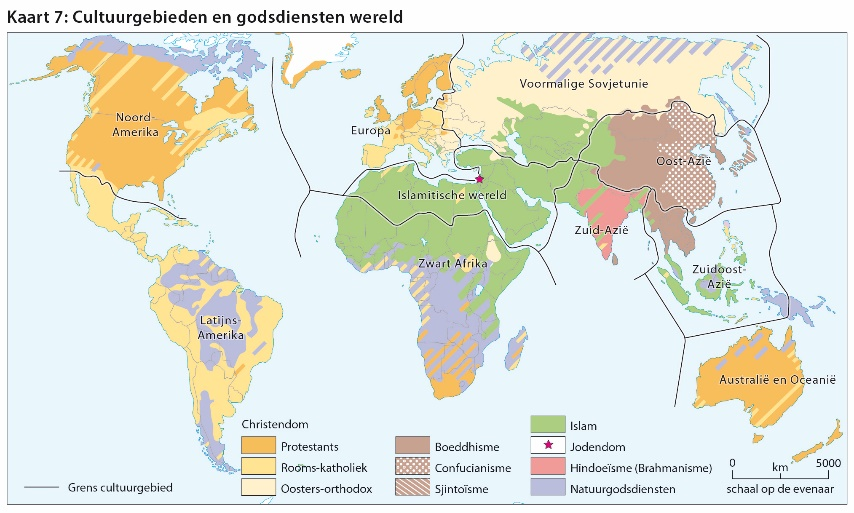 Kaart 7: Cultuurgebieden en godsdiensten wereld
Voormalige Sovjetunie
Noord-
Amerika
Europa
Oost-Azië
Islamitische wereld
Zuid-Azië
Zwart Afrika
Zuidoost-
Azië
Latijns-
Amerika
Australië en Oceanië
Christendom
Protestants
Rooms-katholiek
Oosters-orthodox
Boeddhisme
Confucianisme
Sjintoïsme
Islam
Jodendom
Hindoeïsme (Brahmanisme)
Natuurgodsdiensten
Grens cultuurgebied
0 km 5000
schaal op de evenaar